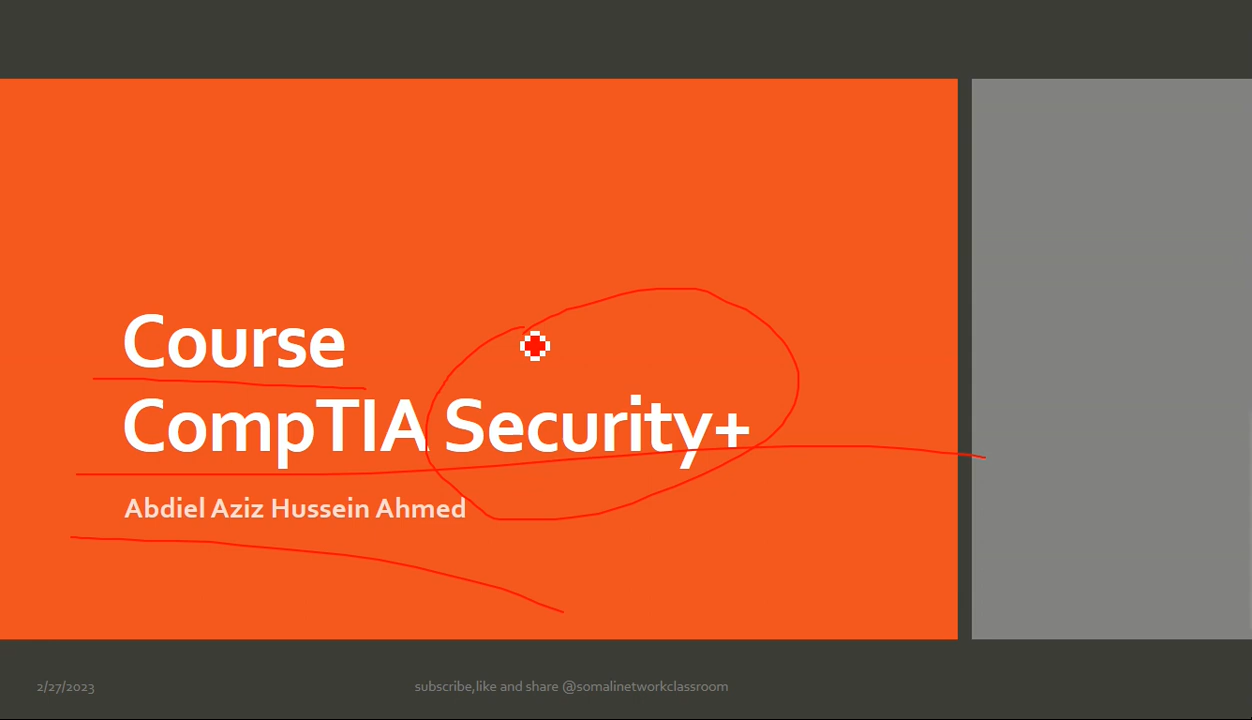 Course
CompTIA Security+
Abdiel Aziz Hussein Ahmed
2/27/2023
subscribe,like and share @somalinetworkclassroom